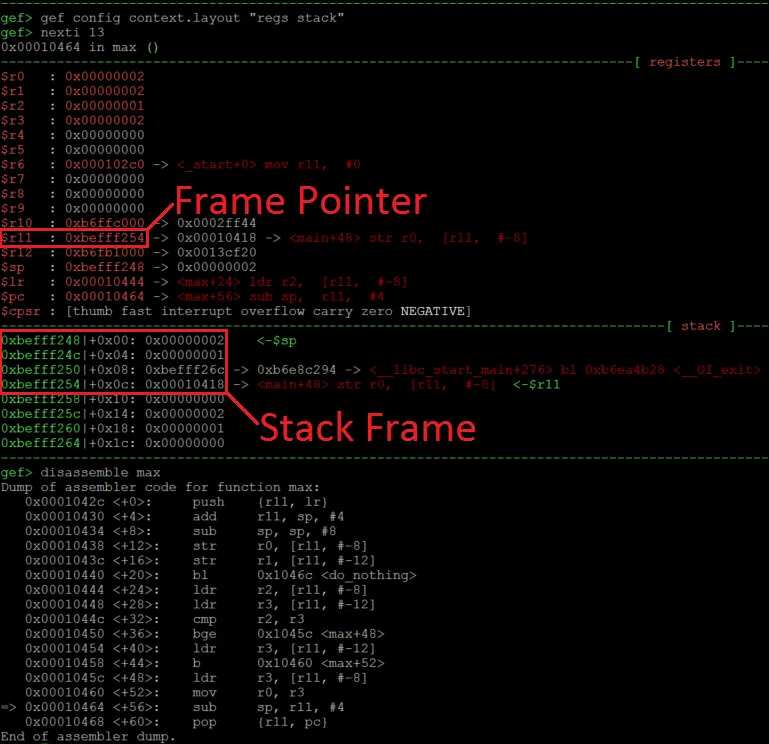 gef> gef config context.layout "regs stack"
gef> nexti 13
0x00010464 in max ()
[ registers ]
$r0 : 0x00000002
$r1 : 0x00000002
$r2 : 0x00000001
$r3 : 0x00000002
$r4 : 0x00000000
$r5 : 0x00000000
$r6 : 0x000102c0 -> <_start+0> mov r11, #0
$r7 : 0x00000000
$r8 : 0x00000000
$r9 : 0x00000000
Frame Pointer
$r10 : 0xb6ffc000 -> 0x0002ff44
$r11 : 0xbefff254 -> 0x00010418 -> <main+48> str r0, [r11, #-8]
$r12 : 0xb6fb1000 -> 0x0013cf20
$sp : 0xbefff248 -> 0x00000002
$lr : 0x00010444 -> <max+24> ldr r2, [r11, #-8]
$pc : 0x00010464 -> <max+56> sub sp, r11, #4
$cpsr : [thumb fast interrupt overflow carry zero NEGATIVE]
[ stack ]
0xbefff248|+0x00: 0x00000002 <-$sp
0xbefff24c|+0x04: 0x00000001
0xbefff250|+0x08: 0xbefff26c -> 0xb6e8c294 -> <__libc_start_main+276> bl 0xb6ea4b28 <__GI_exit>
0xbefff254|+0x0c: 0x00010418 -> <main+48> str r0, [r11, #-8] <-$r11
0xbefff258|+0x10: 0x00000000
0xbefff25c|+0x14: 0x00000002
0xbefff260|+0x18: 0x00000001
0xbefff264|+0x1c: 0x00000000
Stack Frame
gef> disassemble max
Dump of assembler code for function max:
0x0001042c <+0>: push {r11, lr}
0x00010430 <+4>: add r11, sp, #4
0x00010434 <+8>: sub sp, sp, #8
0x00010438 <+12>: str r0, [r11, #-8]
0x0001043c <+16>: str r1, [r11, #-12]
0x00010440 <+20>: bl 0x1046c <do_nothing>
0x00010444 <+24>: ldr r2, [r11, #-8]
0x00010448 <+28>: ldr r3, [r11, #-12]
0x0001044c <+32>: cmp r2, r3
0x00010450 <+36>: bge 0x1045c <max+48>
0x00010454 <+40>: ldr r3, [r11, #-12]
0x00010458 <+44>: b 0x10460 <max+52>
0x0001045c <+48>: ldr r3, [r11, #-8]
0x00010460 <+52>: mov r0, r3
=> 0x00010464 <+56>: sub sp, r11, #4
0x00010468 <+60>: pop {r11, pc}
End of assembler dump.